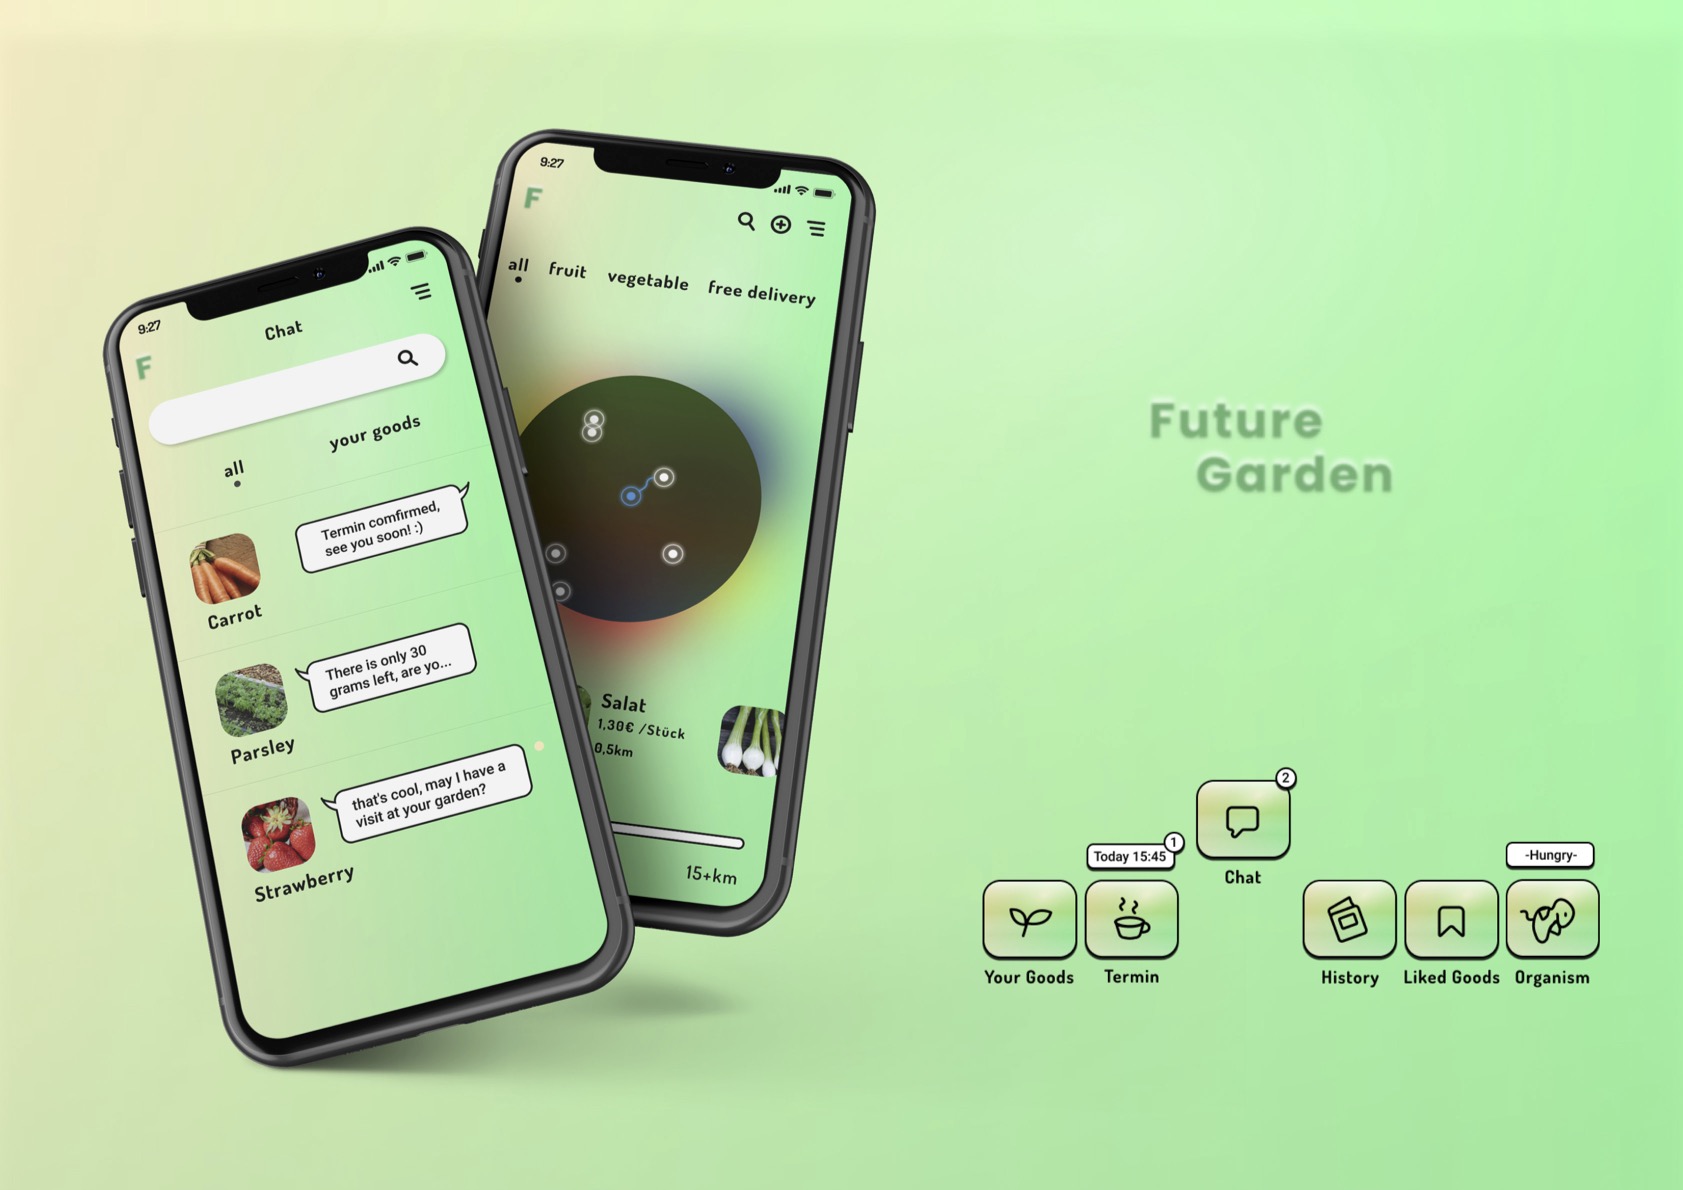 9:27
F
Chat
all
your goods
Termin comfirmed,
see you soon! :)
Carrot
There is only 30
grams left, are yo...
Parsley
that's cool, may I have a
visit at your garden?
Strawberry
9:27
F
all
fruit
vegetable
free delivery
Salat
1,30€ /Stück
0,5km
15+km
Future
Garden
2
Chat
Today 15:45
1
-Hungry-
Your Goods
Termin
History
Liked Goods
Organism